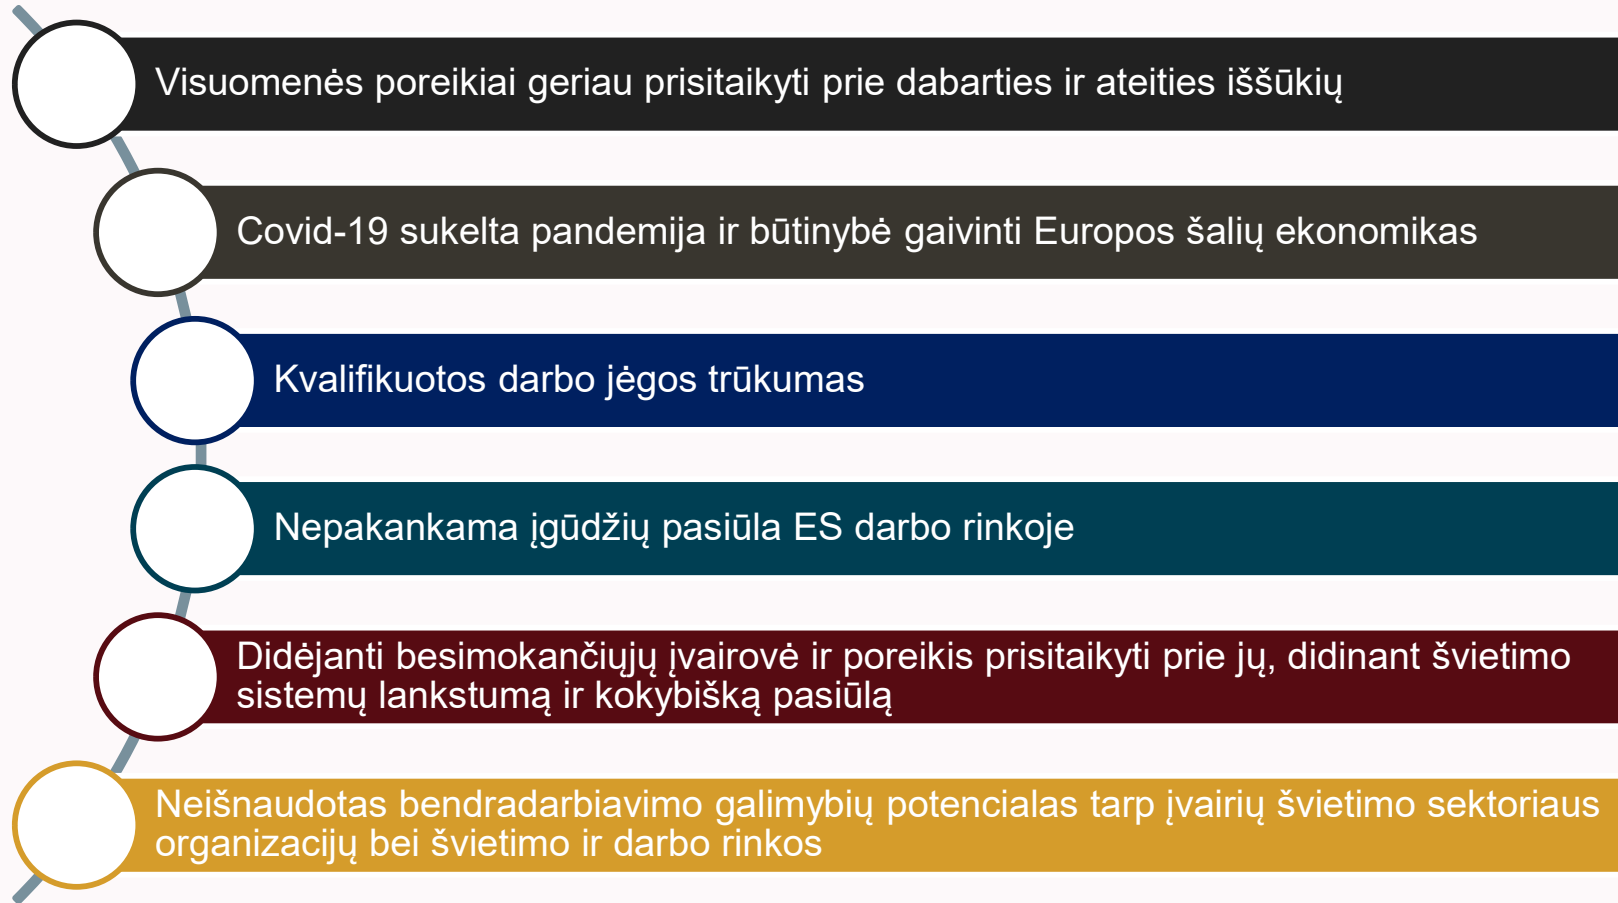 Visuomenės poreikiai geriau prisitaikyti prie dabarties ir ateities iššūkių
Covid-19 sukelta pandemija ir būtinybė gaivinti Europos šalių ekonomikas
Kvalifikuotos darbo jėgos trūkumas
Nepakankama įgūdžių pasiūla ES darbo rinkoje
Didėjanti besimokančiųjų įvairovė ir poreikis prisitaikyti prie jų, didinant švietimo
sistemų lankstumą ir kokybišką pasiūlą
Neišnaudotas bendradarbiavimo galimybių potencialas tarp įvairių švietimo sektoriaus
organizacijų bei švietimo ir darbo rinkos